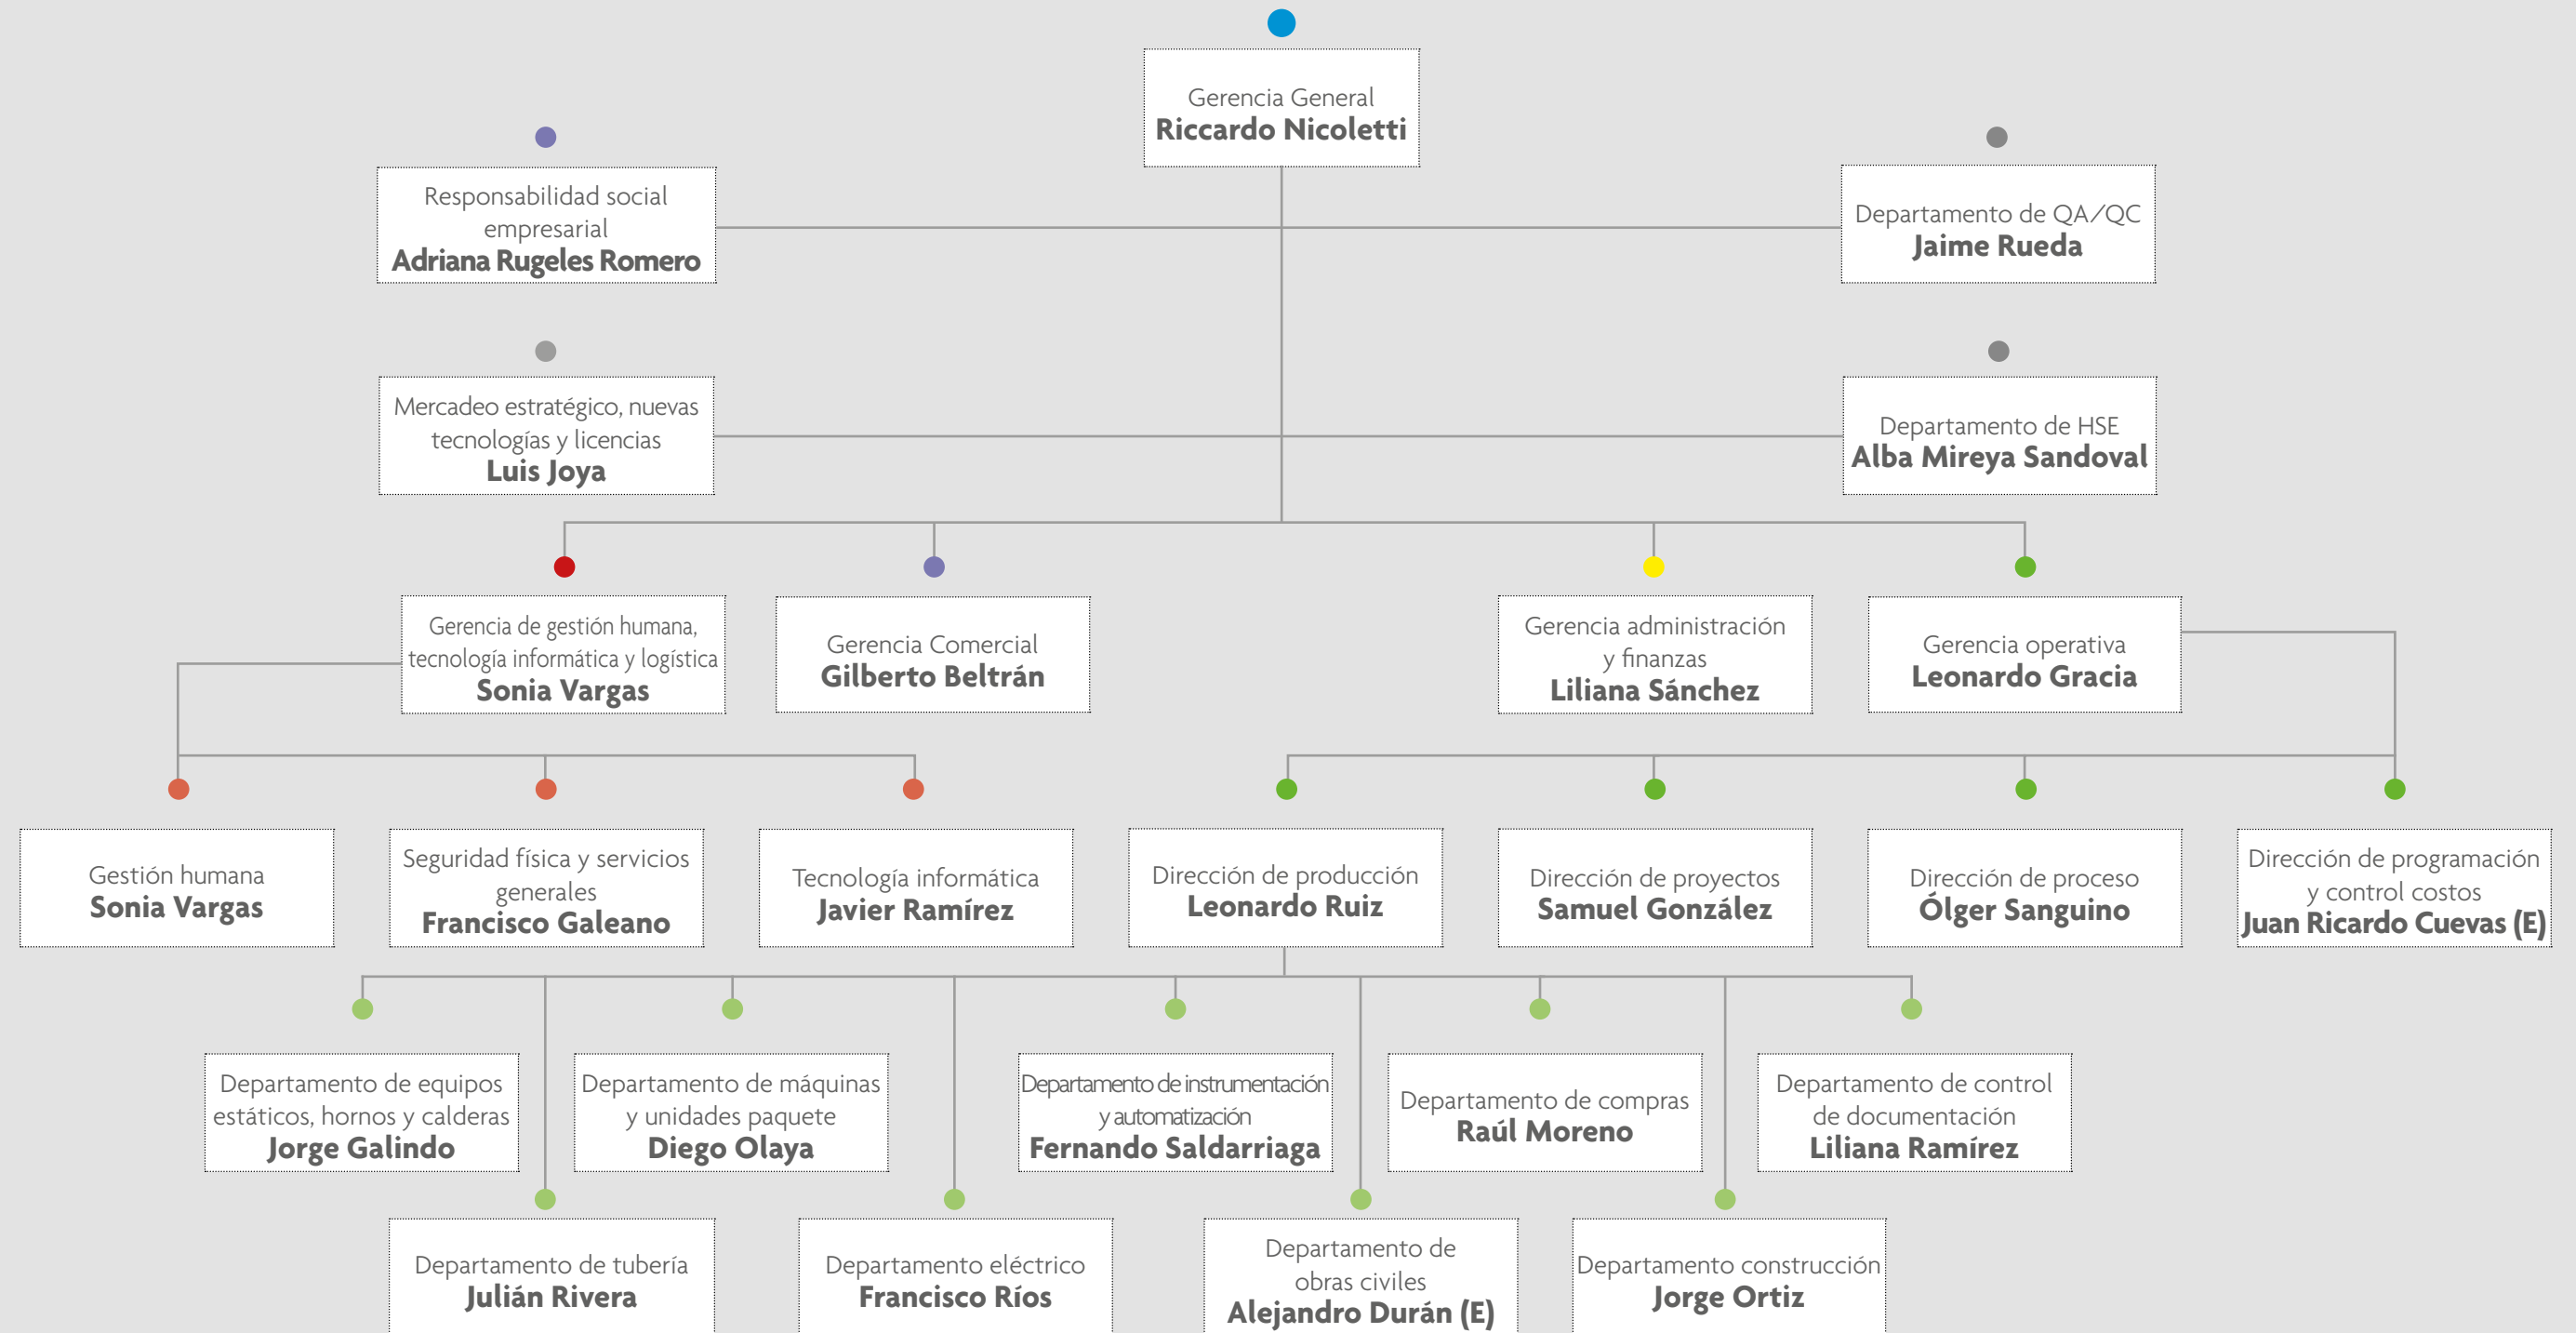 Gerencia General
Riccardo Nicoletti
Responsabilidad social
empresarial
Adriana Rugeles Romero
Departamento de QA/QC
Jaime Rueda
Mercadeo estratégico, nuevas
tecnologías y licencias
Luis Joya
Departamento de HSE
Alba Mireya Sandoval
Gerencia de gestión humana,
tecnología informática y logística
Sonia Vargas
Gerencia Comercial
Gilberto Beltrán
Gerencia administración
y finanzas
Liliana Sánchez
Gerencia operativa
Leonardo Gracia
Gestión humana
Sonia Vargas
Seguridad física y servicios
generales
Francisco Galeano
Tecnología informática
Javier Ramírez
Dirección de producción
Leonardo Ruiz
Dirección de proyectos
Samuel González
Dirección de proceso
Ólger Sanguino
Dirección de programación
y control costos
Juan Ricardo Cuevas (E)
Departamento de equipos
estáticos, hornos y calderas
Jorge Galindo
Departamento de máquinas
y unidades paquete
Diego Olaya
Departamento de instrumentación
y automatización
Fernando Saldarriaga
Departamento de compras
Raúl Moreno
Departamento de control
de documentación
Liliana Ramírez
Departamento de tubería
Julián Rivera
Departamento eléctrico
Francisco Ríos
Departamento de
obras civiles
Alejandro Durán (E)
Departamento construcción
Jorge Ortiz